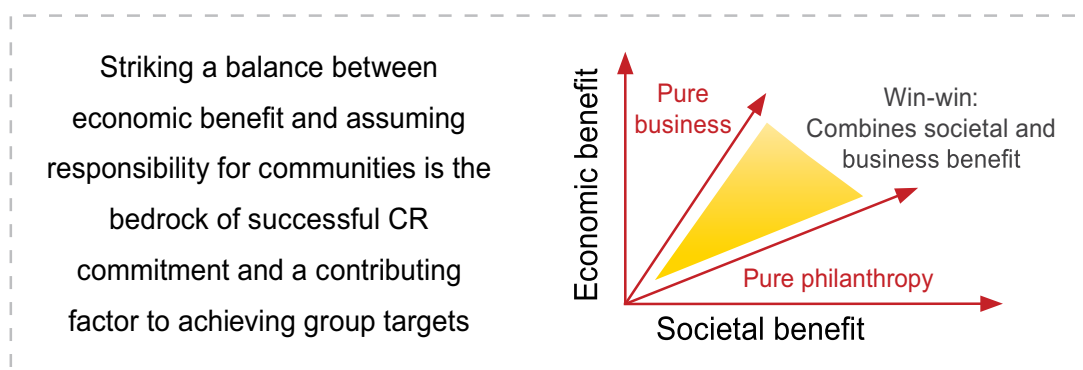 Striking a balance between
economic benefit and assuming
responsibility for communities is the
bedrock of successful CR
commitment and a contributing
factor to achieving group targets
Economic benefit
Pure
business
Win-win:
Combines societal and
business benefit
Pure philanthropy
Societal benefit